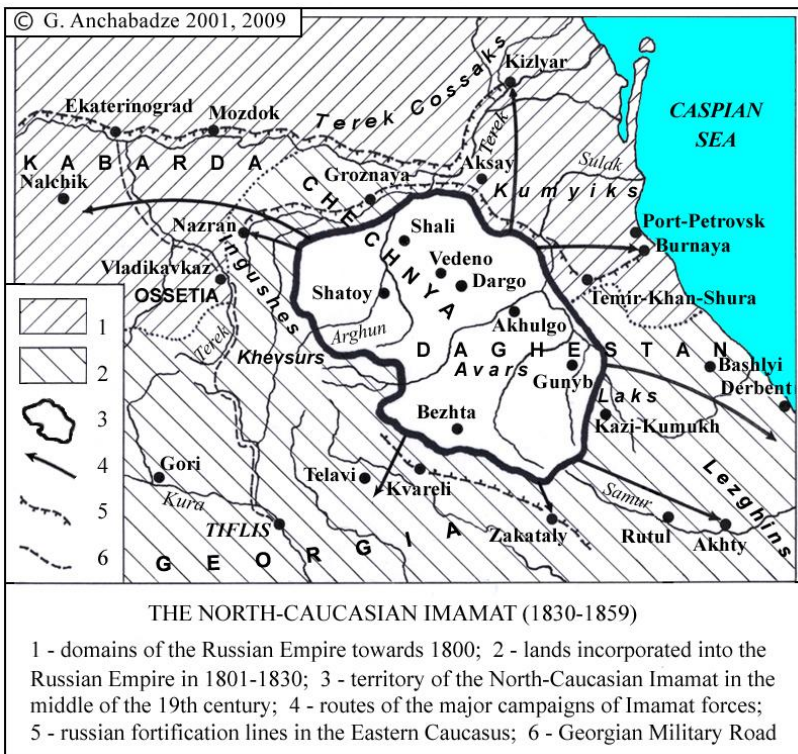 © G. Anchabadze 2001, 2009
Kizlyar
Terek Cossaks
Ekaterinograd
Mozdok
CASPIAN
SEA
Terek
KABARDA
Nalchik
Groznaya
Aksay
Sulak
Kumyiks
CHECHNYA
Nazran
Shali
Port-Petrovsk
Burnaya
Ingushes
Vladikavkaz
OSSETIA
Vedeno
Dargo
Shatoy
Temir-Khan-Shura
Akhulgo
Terek
Arghun
Khevsurs
DAGHESTAN
Avars
Gunyb
Bashlyi
Derbent
Laks
Kazi-Kumukh
Bezhta
Gori
Telavi
Kvareli
Lezghins
Kura
TIFLIS
Samur
Zakataly
Rutul
Akhty
GEORGIA
1
2
3
4
5
6
THE NORTH-CAUCASIAN IMAMAT (1830-1859)
1 - domains of the Russian Empire towards 1800; 2 - lands incorporated into the
Russian Empire in 1801-1830; 3 - territory of the North-Caucasian Imamat in the
middle of the 19th century; 4 - routes of the major campaigns of Imamat forces;
5 - russian fortification lines in the Eastern Caucasus; 6 - Georgian Military Road